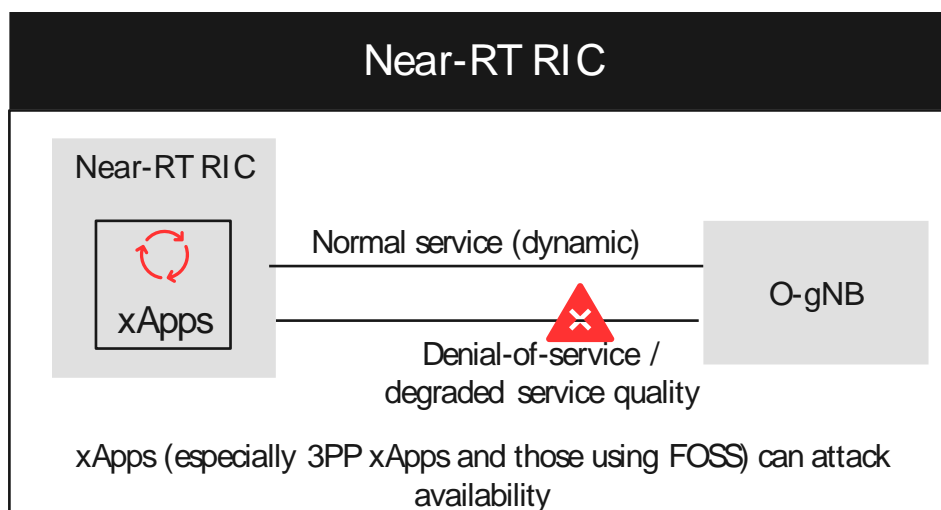 Near-RT RIC
Near-RT RIC
xApps
Normal service (dynamic)
Denial-of-service /
degraded service quality
O-gNB
xApps (especially 3PP xApps and those using FOSS) can attack
availability